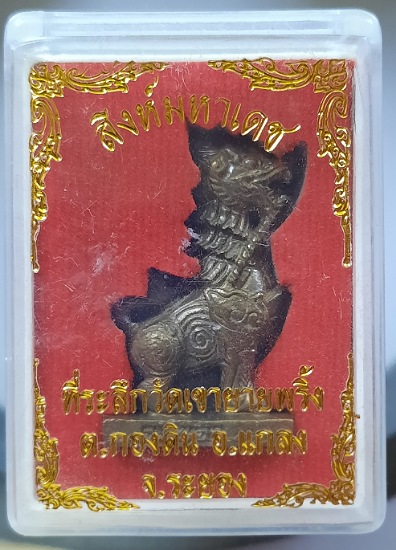 สิงห์มหาเดช
ที่ระลึกวัดเขายายพริ้ง
ต.กองดิน อ.แกลง
จ.ระยอง